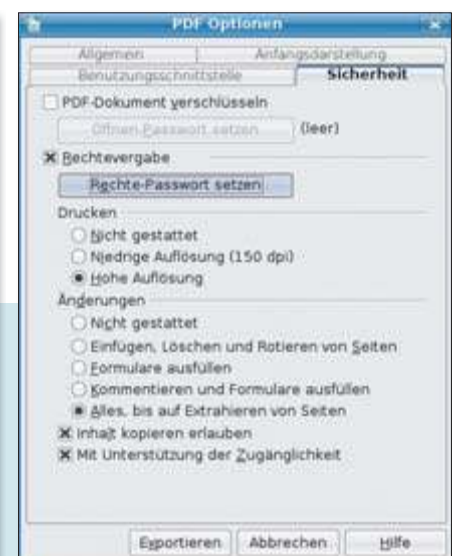 PDF Optionen
Allgemein Anfangsdarstellung
Benutzungsschnittstelle Sicherheit
PDF-Dokument verschlüsseln
Öffnen-Passwort setzen (leer)
Rechtevergabe
Rechte-Passwort setzen
Drucken
Nicht gestattet
Niedrige Auflösung (150 dpi)
Hohe Auflösung
Änderungen
Nicht gestattet
Einfügen, Löschen und Rotieren von Seiten
Formulare ausfüllen
Kommentieren und Formulare ausfüllen
Alles, bis auf Extrahieren von Seiten
Inhalt kopieren erlauben
Mit Unterstützung der Zugänglichkeit
Exportieren Abbrechen Hilfe